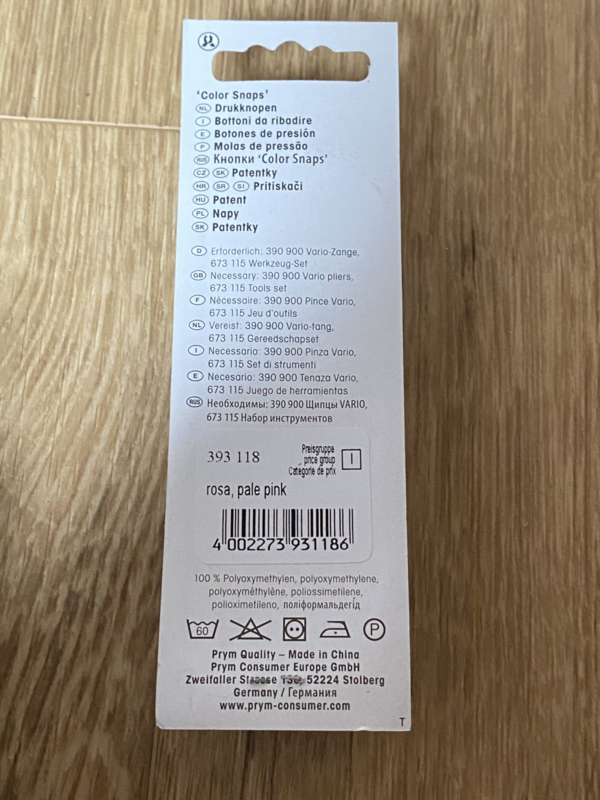 'Color Snaps'
NL Drukknopen
I Bottoni da ribadire
E Botones de presión
P Molas de pressão
RUS Кнопки 'Color Snaps'
CZ SK Patentky
HR SR SI Pritiskači
HU Patent
PL Napy
SK Patentky
D Erforderlich: 390 900 Vario-Zange,
673 115 Werkzeug-Set
GB Necessary: 390 900 Vario pliers,
673 115 Tools set
F Nécessaire: 390 900 Pince Vario,
673 115 Jeu d'outils
NL Vereist: 390 900 Vario-tang,
673 115 Gereedschapset
I Necessario: 390 900 Pinza Vario,
673 115 Set di strumenti
E Necesario: 390 900 Tenaza Vario,
673 115 Juego de herramientas
RUS Необходимы: 390 900 Щипцы VARIO,
673 115 Набор инструментов
393 118
Preisgruppe
price group
Catégorie de prix
I
rosa, pale pink
4 002273 931186
100 % Polyoxymethylen, polyoxymethylene,
polyoxyméthylène, poliossimetilene,
polioximetileno, поліформальдегід
60
P
Prym Quality – Made in China
Prym Consumer Europe GmbH
Zweifaller 52224 Stolberg
Germany / Германия
www.prym-consumer.com
T